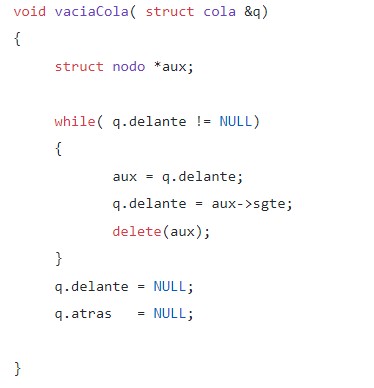 void vaciaCola( struct cola &q)
{
struct nodo *aux;
while( q.delante != NULL)
{
aux = q.delante;
q.delante = aux->sgte;
delete(aux);
}
q.delante = NULL;
q.atras   = NULL;
}